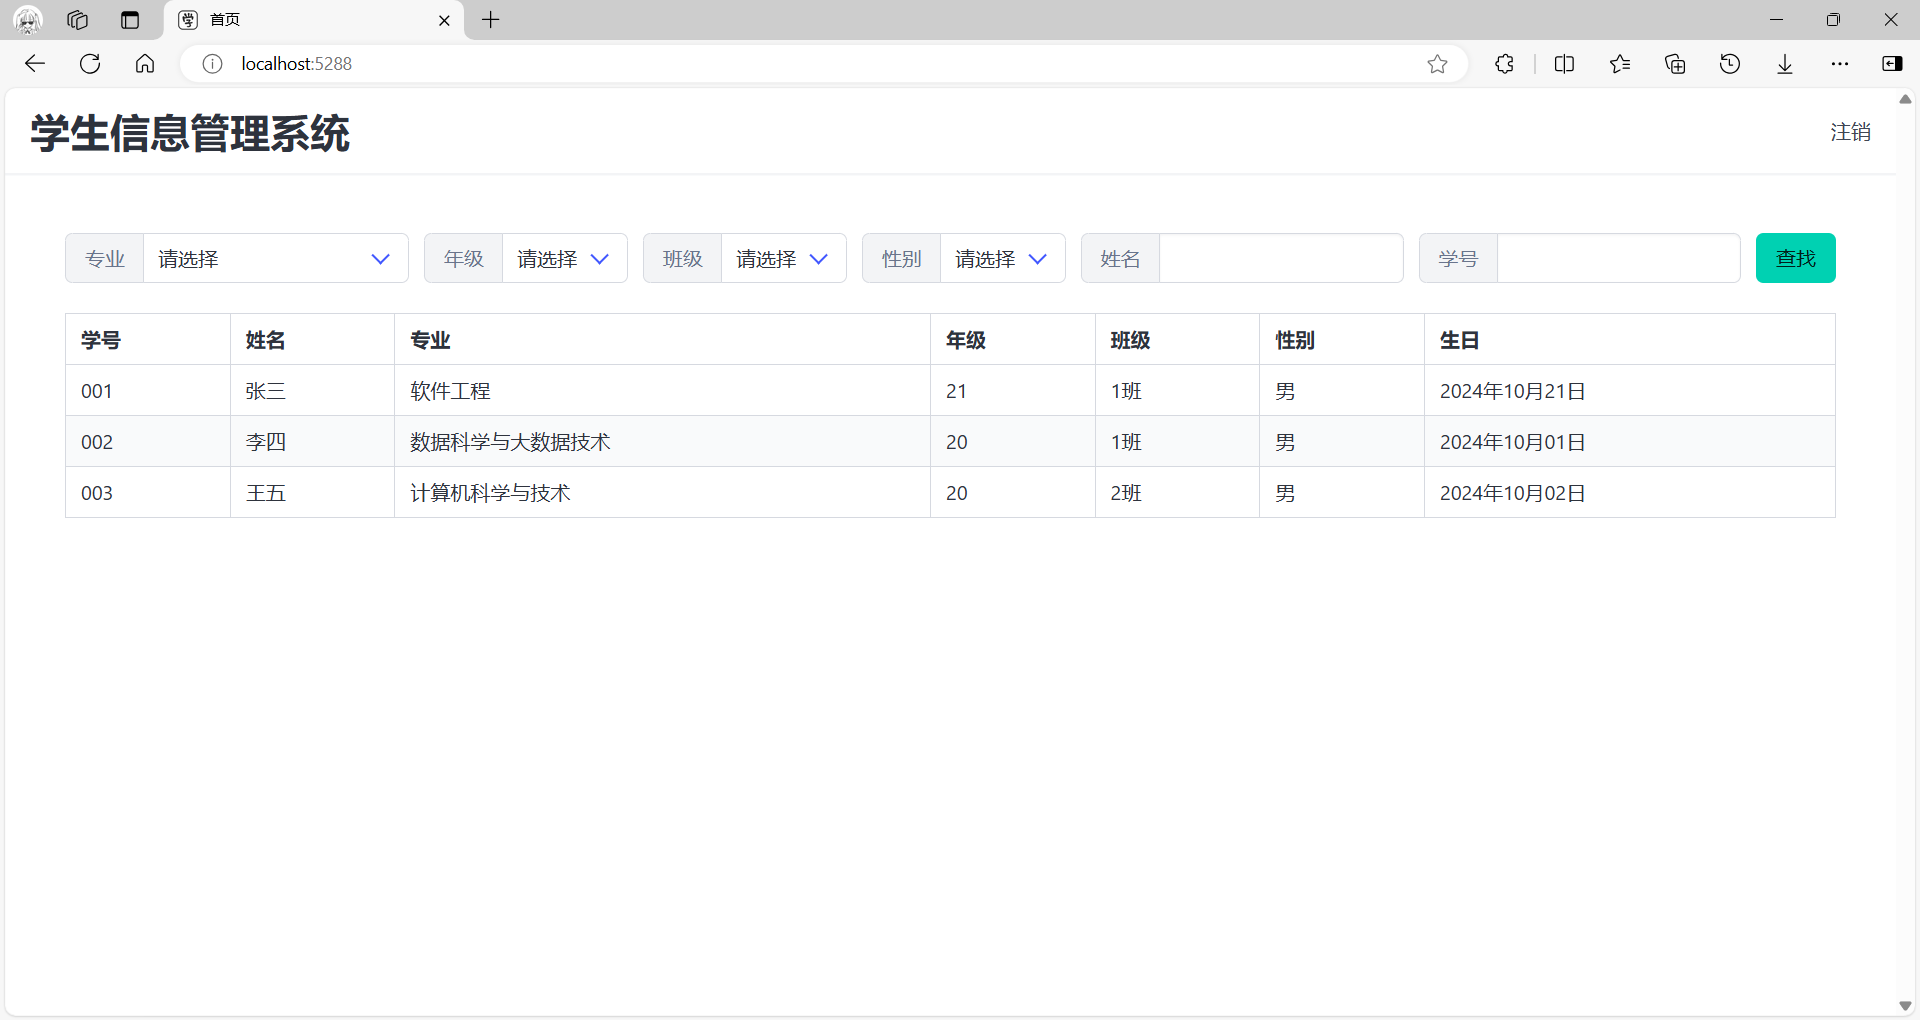 首页
localhost:5288
学生信息管理系统 注销
专业 请选择 年级 请选择 班级 请选择 性别 请选择 姓名 学号 查找
学号 姓名 专业 年级 班级 性别 生日
001 张三 软件工程 21 1班 男 2024年10月21日
002 李四 数据科学与大数据技术 20 1班 男 2024年10月01日
003 王五 计算机科学与技术 20 2班 男 2024年10月02日